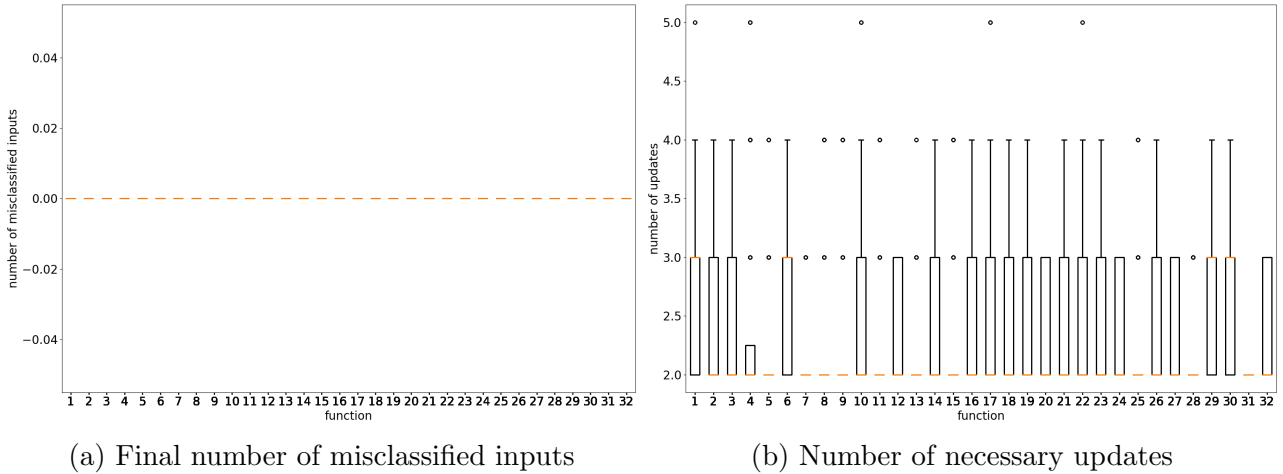 0.04
0.02
0.00
−0.02
−0.04
number of misclassified inputs
1 2 3 4 5 6 7 8 9 10 11 12 13 14 15 16 17 18 19 20 21 22 23 24 25 26 27 28 29 30 31 32
function
(a) Final number of misclassified inputs
5.0
4.5
4.0
3.5
3.0
2.5
2.0
number of updates
1 2 3 4 5 6 7 8 9 10 11 12 13 14 15 16 17 18 19 20 21 22 23 24 25 26 27 28 29 30 31 32
function
(b) Number of necessary updates